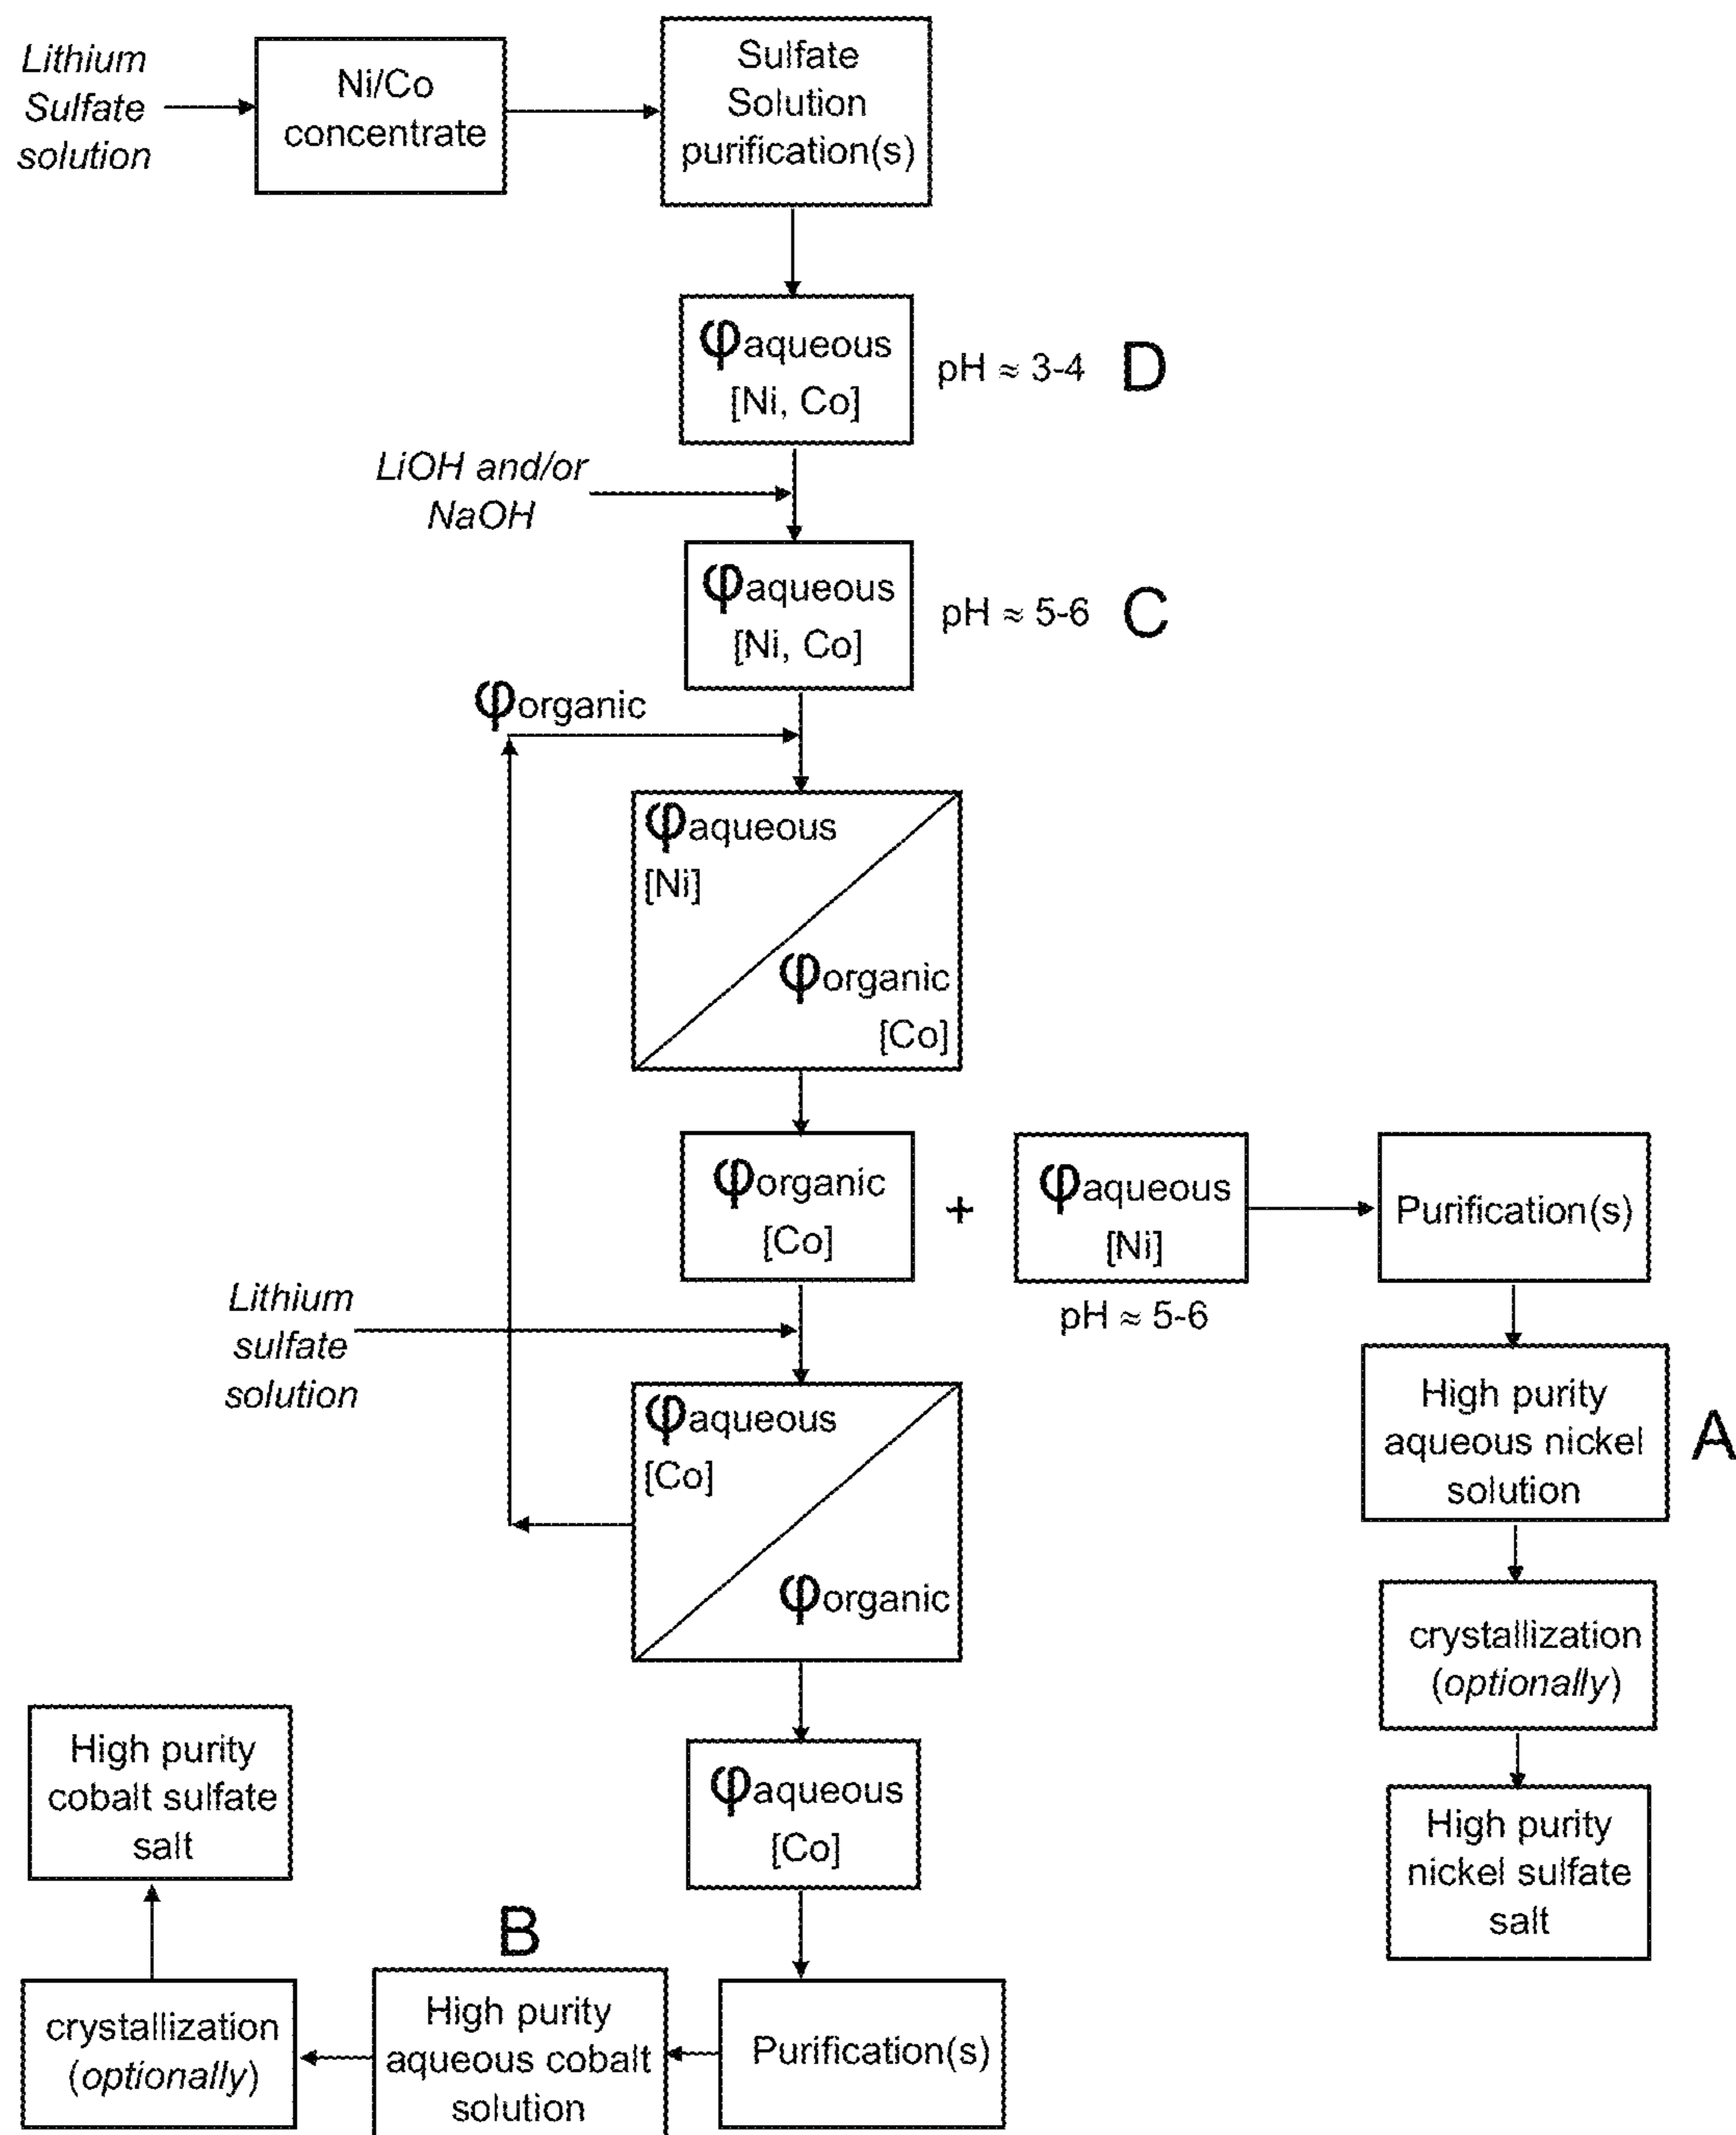 Lithium
Sulfate
solution
Ni/Co
concentrate
Sulfate
Solution
purification(s)
φaqueous
[Ni, Co]
pH ≈ 3-4 D
LiOH and/or
NaOH
φaqueous
[Ni, Co]
pH ≈ 5-6 C
φorganic
φaqueous
[Ni]
φorganic
[Co]
φorganic
[Co]
+
φaqueous
[Ni]
pH ≈ 5-6
Purification(s)
Lithium
sulfate
solution
φaqueous
[Co]
φorganic
High purity
aqueous nickel
solution
A
crystallization
(optionally)
High purity
nickel sulfate
salt
φaqueous
[Co]
Purification(s)
B
High purity
aqueous cobalt
solution
crystallization
(optionally)
High purity
cobalt sulfate
salt